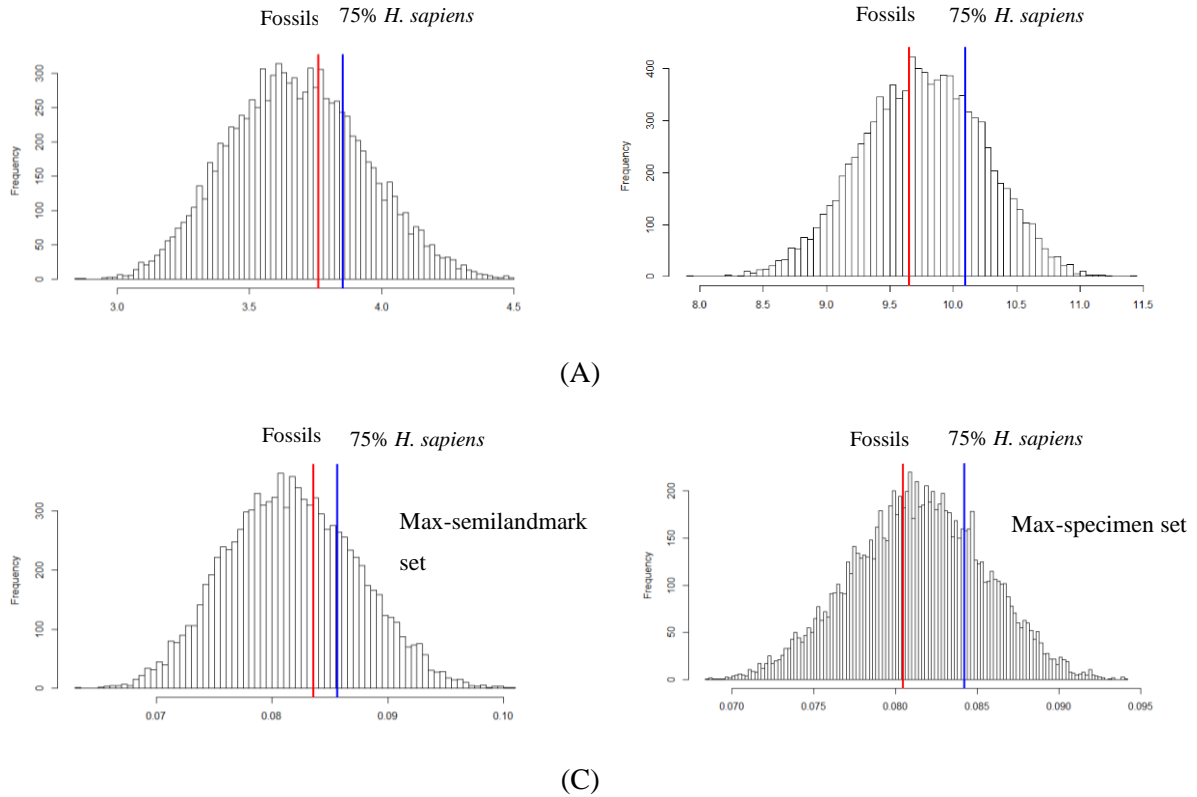 Fossils 75% H. sapiens
Frequency
0 50 100 150 200 250 300
3.0 3.5 4.0 4.5
Fossils 75% H. sapiens
Frequency
0 100 200 300 400
8.0 8.5 9.0 9.5 10.0 10.5 11.0 11.5
(A)
Fossils 75% H. sapiens
Max-semilandmark
set
Frequency
0 100 200 300
0.07 0.08 0.09 0.10
Fossils 75% H. sapiens
Max-specimen set
Frequency
0 50 100 150 200
0.070 0.075 0.080 0.085 0.090 0.095
(C)